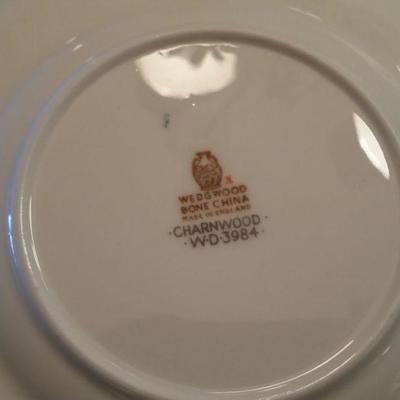 WEDGWOOD
BONE CHINA
MADE IN ENGLAND
·CHARNWOOD·
·W·D·3984·